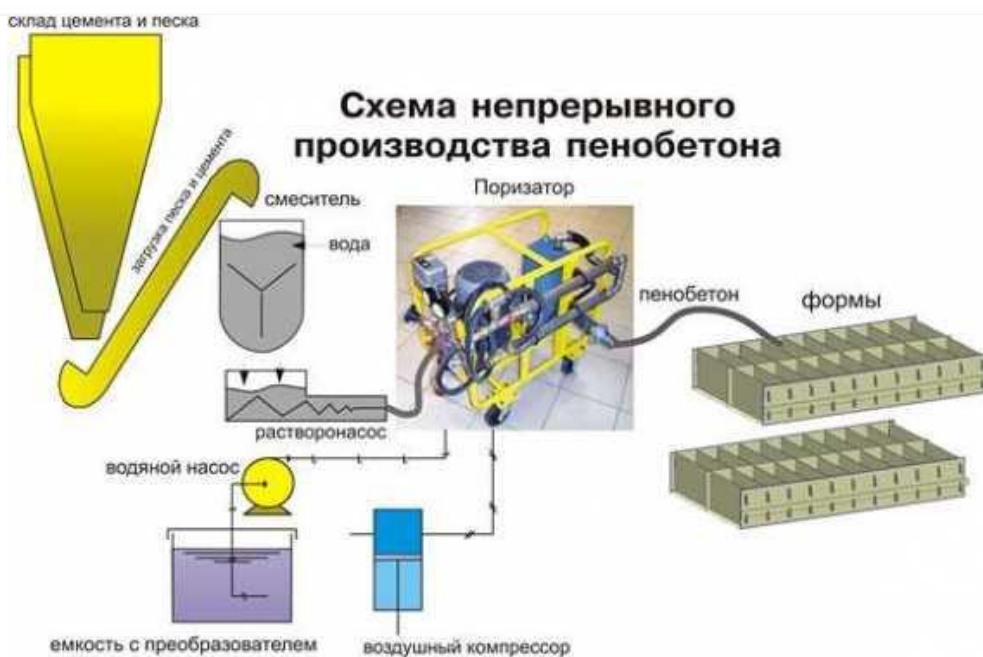 склад цемента и песка
Схема непрерывного
производства пенобетона
загрузка песка и цемента
смеситель
Поризатор
вода
пенобетон
формы
растворонасос
водяной насос
емкость с преобразователем
воздушный компрессор